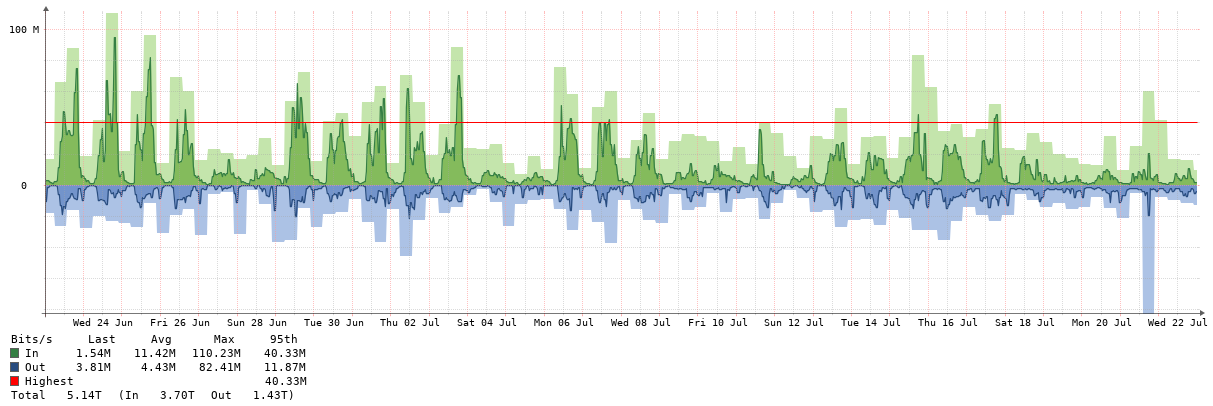 100 M
0
Wed 24 Jun Fri 26 Jun Sun 28 Jun Tue 30 Jun Thu 02 Jul Sat 04 Jul Mon 06 Jul Wed 08 Jul Fri 10 Jul Sun 12 Jul Tue 14 Jul Thu 16 Jul Sat 18 Jul Mon 20 Jul Wed 22 Jul
Bits/s Last Avg Max 95th
In 1.54M 11.42M 110.23M 40.33M
Out 3.81M 4.43M 82.41M 11.87M
Highest 40.33M
Total 5.14T (In 3.70T Out 1.43T)